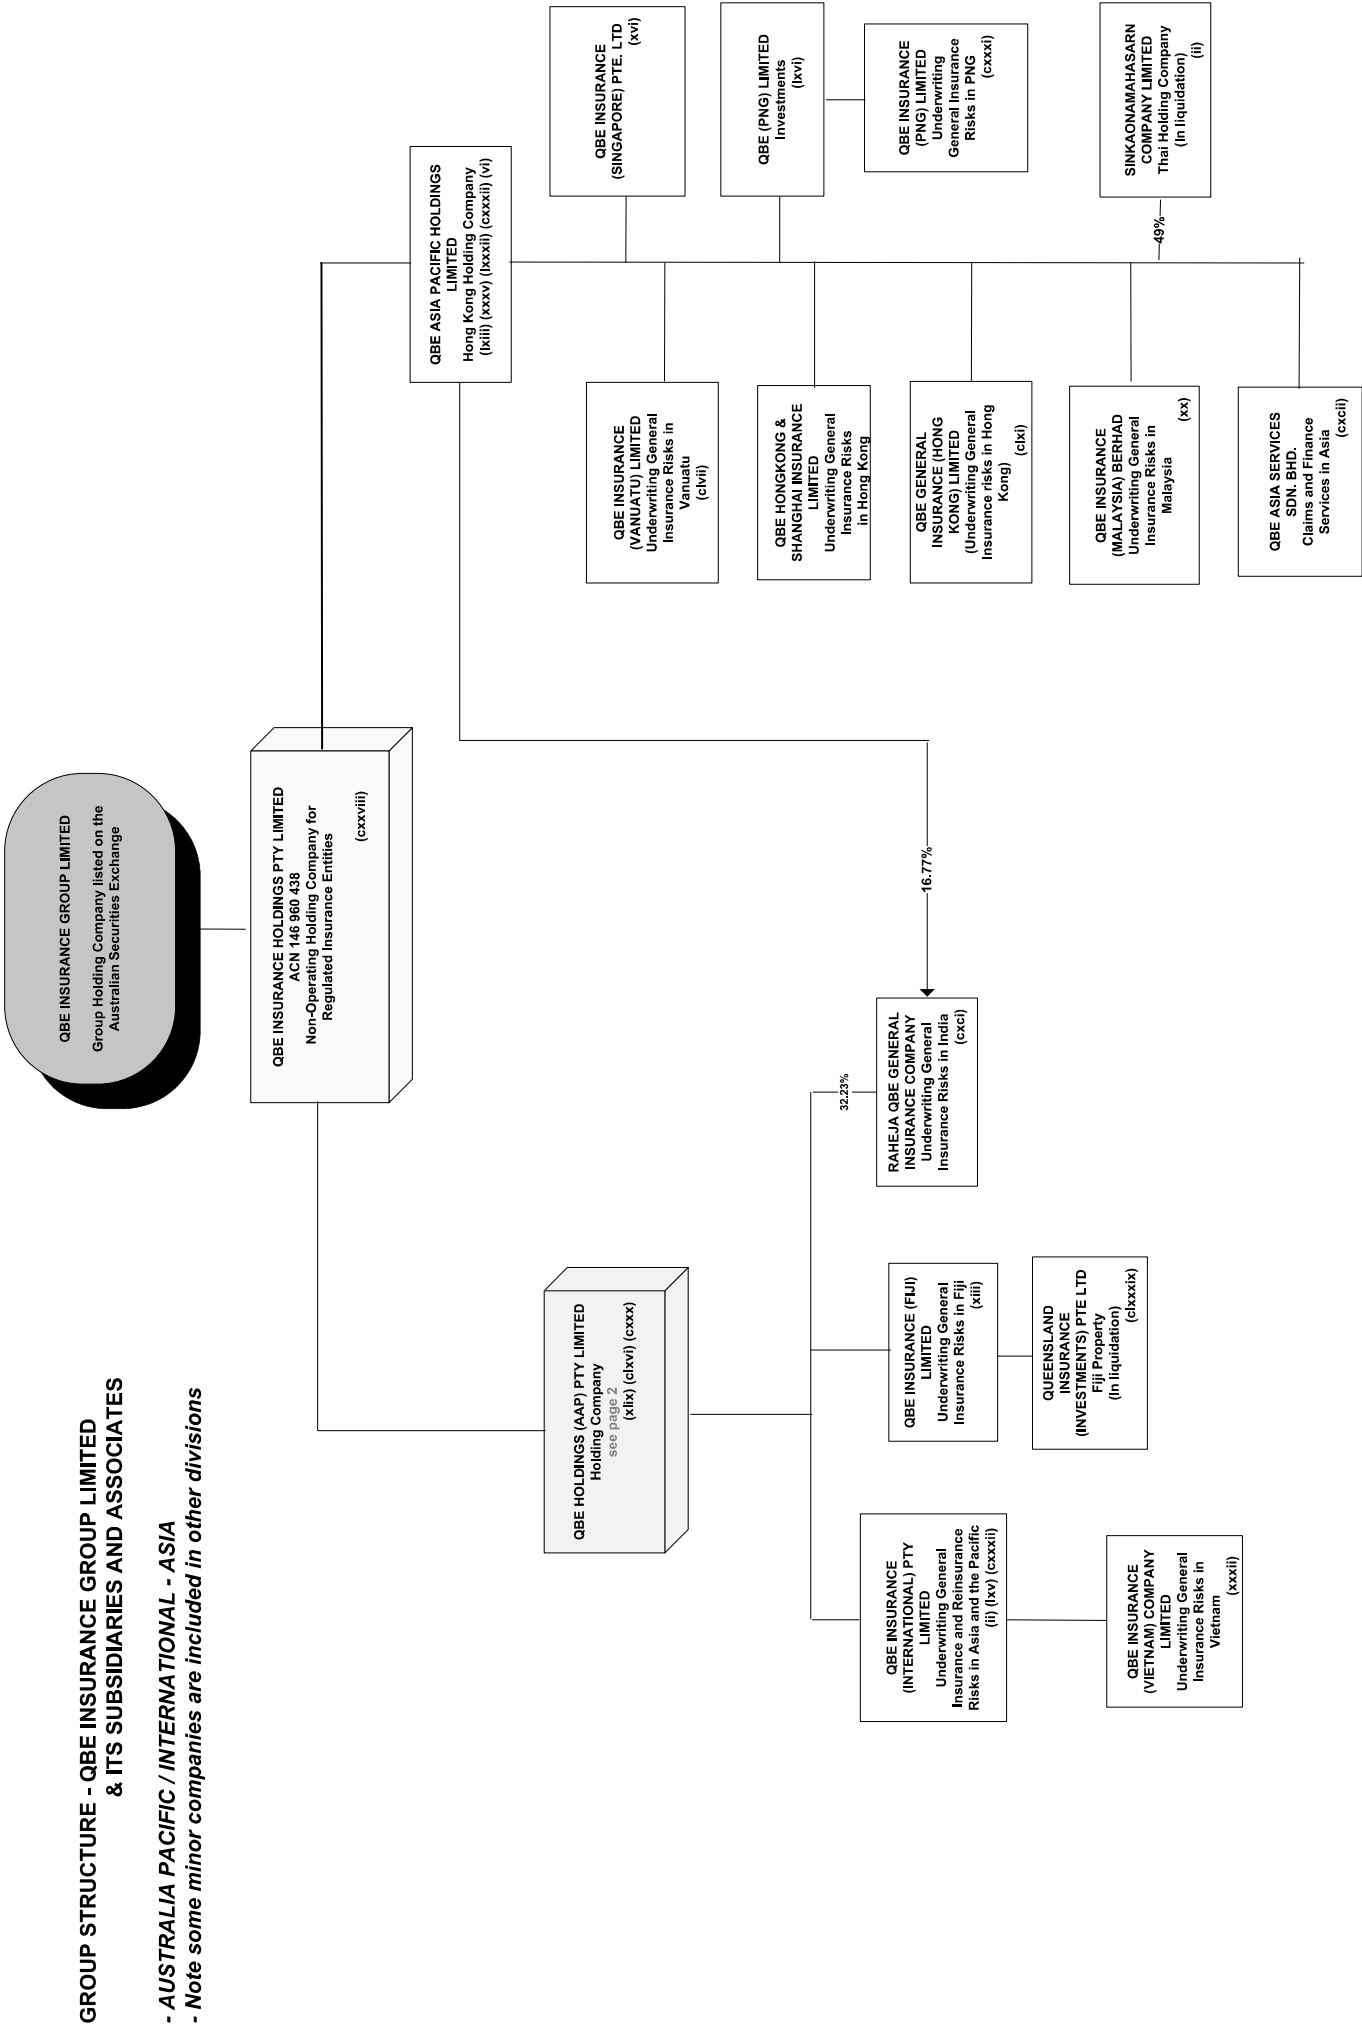 GROUP STRUCTURE - QBE INSURANCE GROUP LIMITED
& ITS SUBSIDIARIES AND ASSOCIATES
- AUSTRALIA PACIFIC / INTERNATIONAL - ASIA
- Note some minor companies are included in other divisions
QBE INSURANCE GROUP LIMITED
Group Holding Company listed on the
Australian Securities Exchange
QBE INSURANCE HOLDINGS PTY LIMITED
ACN 146 960 438
Non-Operating Holding Company for
Regulated Insurance Entities
(cxxviii)
QBE HOLDINGS (AAP) PTY LIMITED
Holding Company
see page 2
(xlix) (clxvi) (cxxx)
QBE ASIA PACIFIC HOLDINGS
LIMITED
Hong Kong Holding Company
(lxiii) (xxxv) (lxxxii) (cxxxii) (vi)
QBE INSURANCE
(INTERNATIONAL) PTY
LIMITED
Underwriting General
Insurance and Reinsurance
Risks in Asia and the Pacific
(ii) (lxv) (cxxxii)
QBE INSURANCE
(VIETNAM) COMPANY
LIMITED
Underwriting General
Insurance Risks in
Vietnam
(xxxii)
QBE INSURANCE (FIJI)
LIMITED
Underwriting General
Insurance Risks in Fiji
(xiii)
QUEENSLAND
INSURANCE
(INVESTMENTS) PTE LTD
Fiji Property
(In liquidation)
(clxxxix)
32.23%
RAHEJA QBE GENERAL
INSURANCE COMPANY
Underwriting General
Insurance Risks in India
(cxci)
16.77%
QBE INSURANCE
(VANUATU) LIMITED
Underwriting General
Insurance Risks in
Vanuatu
(clvii)
QBE HONGKONG &
SHANGHAI INSURANCE
LIMITED
Underwriting General
Insurance Risks
in Hong Kong
QBE GENERAL
INSURANCE (HONG
KONG) LIMITED
(Underwriting General
Insurance risks in Hong
Kong)
(clxi)
QBE INSURANCE
(MALAYSIA) BERHAD
Underwriting General
Insurance Risks in
Malaysia
(xx)
QBE ASIA SERVICES
SDN. BHD.
Claims and Finance
Services in Asia
(cxcii)
QBE INSURANCE
(SINGAPORE) PTE. LTD
(xvi)
QBE (PNG) LIMITED
Investments
(lxvi)
QBE INSURANCE
(PNG) LIMITED
Underwriting
General Insurance
Risks in PNG
(cxxxi)
49%
SINKAONAMAHASARN
COMPANY LIMITED
Thai Holding Company
(In liquidation)
(ii)